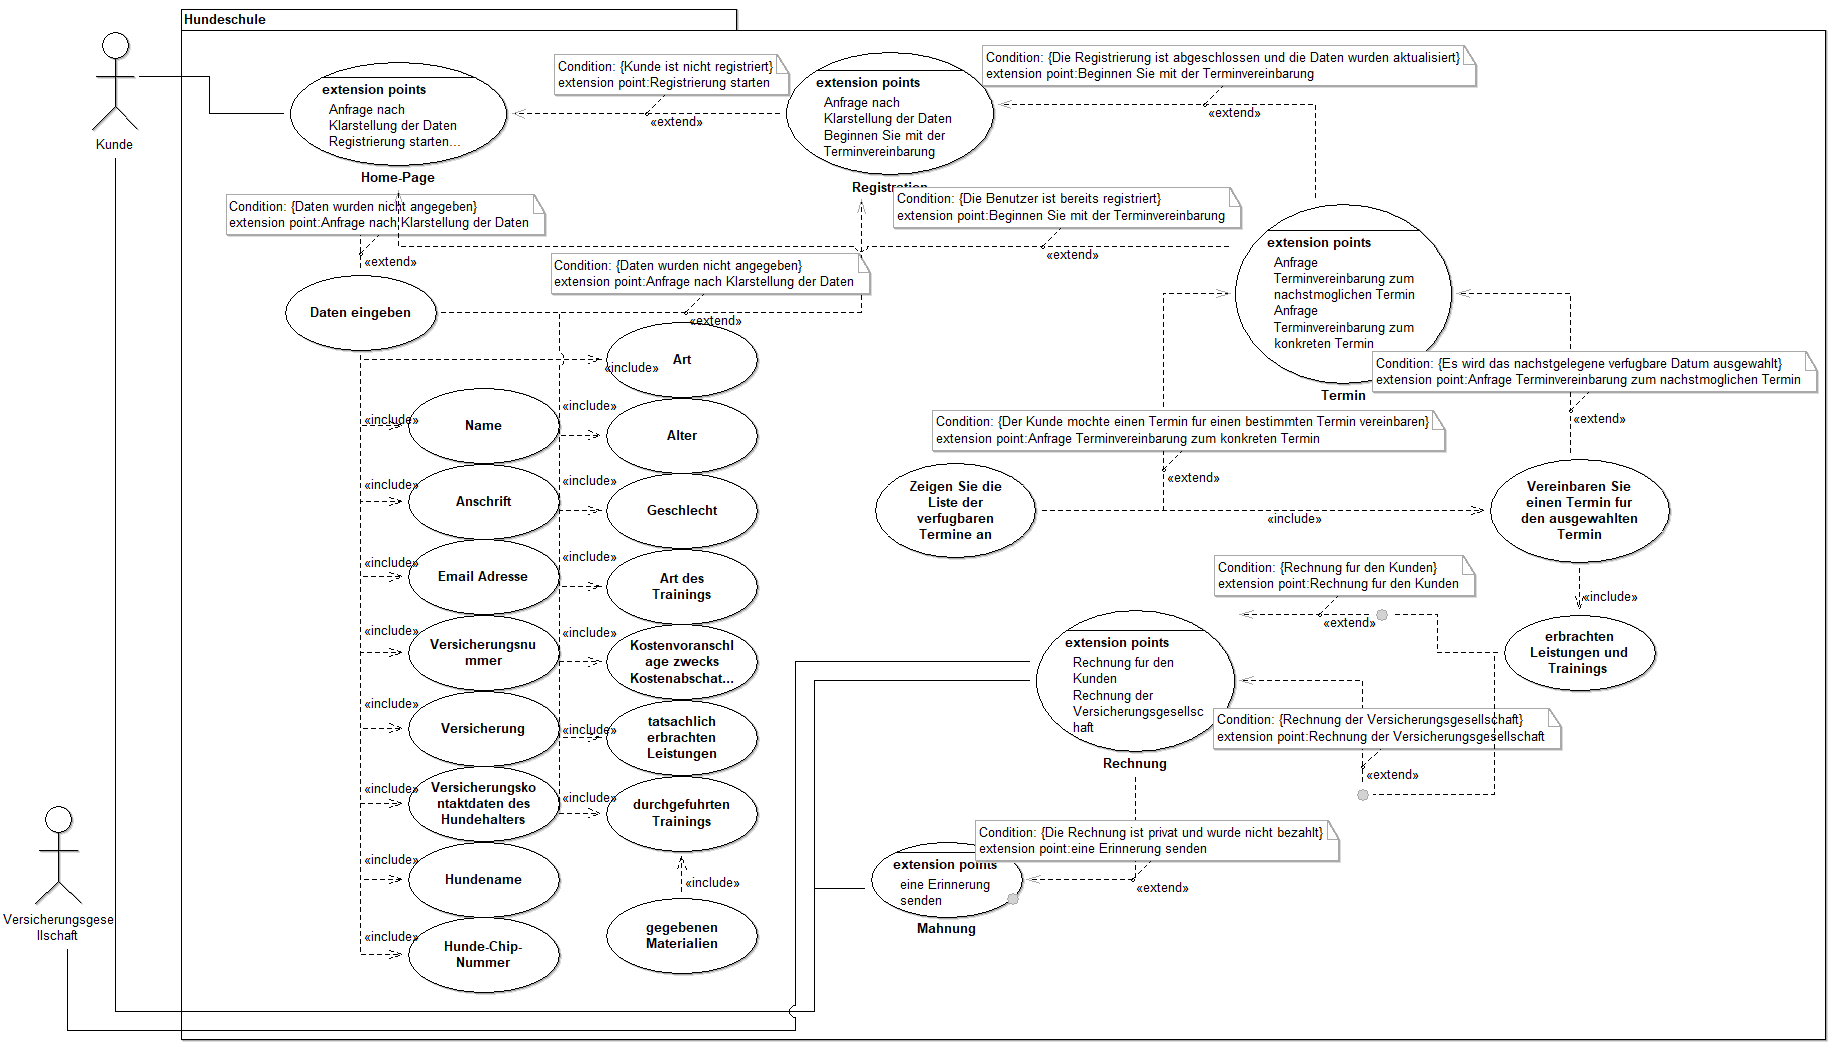 Hundeschule
Kunde
extension points
Anfrage nach
Klarstellung der Daten
Registrierung starten...
Home-Page
Condition: {Kunde ist nicht registriert}
extension point:Registrierung starten
«extend»
extension points
Anfrage nach
Klarstellung der Daten
Beginnen Sie mit der
Terminvereinbarung
Registration
Condition: {Die Registrierung ist abgeschlossen und die Daten wurden aktualisiert}
extension point:Beginnen Sie mit der Terminvereinbarung
«extend»
Condition: {Daten wurden nicht angegeben}
extension point:Anfrage nach Klarstellung der Daten
«extend»
Condition: {Die Benutzer ist bereits registriert}
extension point:Beginnen Sie mit der Terminvereinbarung
«extend»
Condition: {Daten wurden nicht angegeben}
extension point:Anfrage nach Klarstellung der Daten
«extend»
extension points
Anfrage
Terminvereinbarung zum
nachstmoglichen Termin
Anfrage
Terminvereinbarung zum
konkreten Termin
Termin
Condition: {Es wird das nachstgelegene verfugbare Datum ausgewahlt}
extension point:Anfrage Terminvereinbarung zum nachstmoglichen Termin
«extend»
Condition: {Der Kunde mochte einen Termin fur einen bestimmten Termin vereinbaren}
extension point:Anfrage Terminvereinbarung zum konkreten Termin
«extend»
Daten eingeben
Zeigen Sie die
Liste der
verfugbaren
Termine an
«include»
Vereinbaren Sie
einen Termin fur
den ausgewahlten
Termin
«include»
erbrachten
Leistungen und
Trainings
«include»
Name
«include»
Anschrift
«include»
Email Adresse
«include»
Versicherungsnu
mmer
«include»
Versicherung
«include»
Versicherungsko
ntaktdaten des
Hundehalters
«include»
Hundename
«include»
Hunde-Chip-
Nummer
«include»
Art
«include»
Alter
«include»
Geschlecht
«include»
Art des
Trainings
«include»
Kostenvoranschl
age zwecks
Kostenabschat...
«include»
tatsachlich
erbrachten
Leistungen
«include»
durchgefuhrten
Trainings
«include»
gegebenen
Materialien
Condition: {Rechnung fur den Kunden}
extension point:Rechnung fur den Kunden
«extend»
extension points
Rechnung fur den
Kunden
Rechnung der
Versicherungsgesellsc
haft
Rechnung
Condition: {Rechnung der Versicherungsgesellschaft}
extension point:Rechnung der Versicherungsgesellschaft
«extend»
Condition: {Die Rechnung ist privat und wurde nicht bezahlt}
extension point:eine Erinnerung senden
«extend»
extension points
eine Erinnerung
senden
Mahnung
Versicherungsgese
llschaft